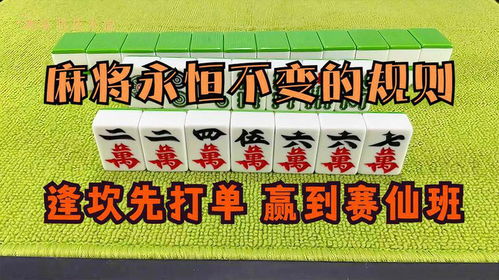 麻将永恒不变的规则
二萬 二萬 四萬 伍萬 六萬 六萬 七萬
逢坎先打单 赢到赛仙班